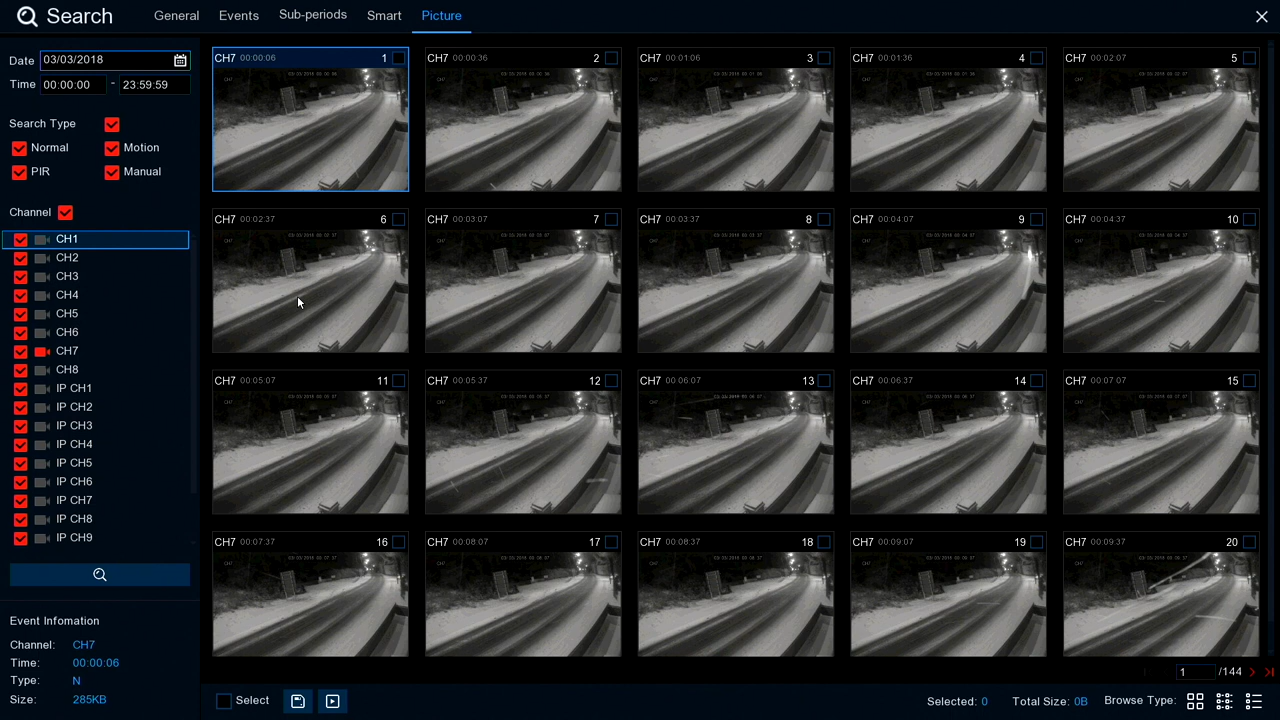 Search General Events Sub-periods Smart Picture
Date 03/03/2018
Time 00:00:00 - 23:59:59
Search Type
Normal Motion
PIR Manual
Channel
CH1
CH2
CH3
CH4
CH5
CH6
CH7
CH8
IP CH1
IP CH2
IP CH3
IP CH4
IP CH5
IP CH6
IP CH7
IP CH8
IP CH9
Event Infomation
Channel: CH7
Time: 00:00:06
Type: N
Size: 285KB
CH7 00:00:06 1
CH7 00:00:36 2
CH7 00:01:06 3
CH7 00:01:36 4
CH7 00:02:07 5
CH7 00:02:37 6
CH7 00:03:07 7
CH7 00:03:37 8
CH7 00:04:07 9
CH7 00:04:37 10
CH7 00:05:07 11
CH7 00:05:37 12
CH7 00:06:07 13
CH7 00:06:37 14
CH7 00:07:07 15
CH7 00:07:37 16
CH7 00:08:07 17
CH7 00:08:37 18
CH7 00:09:07 19
CH7 00:09:37 20
1 /144
Select
Selected: 0 Total Size: 0B Browse Type: